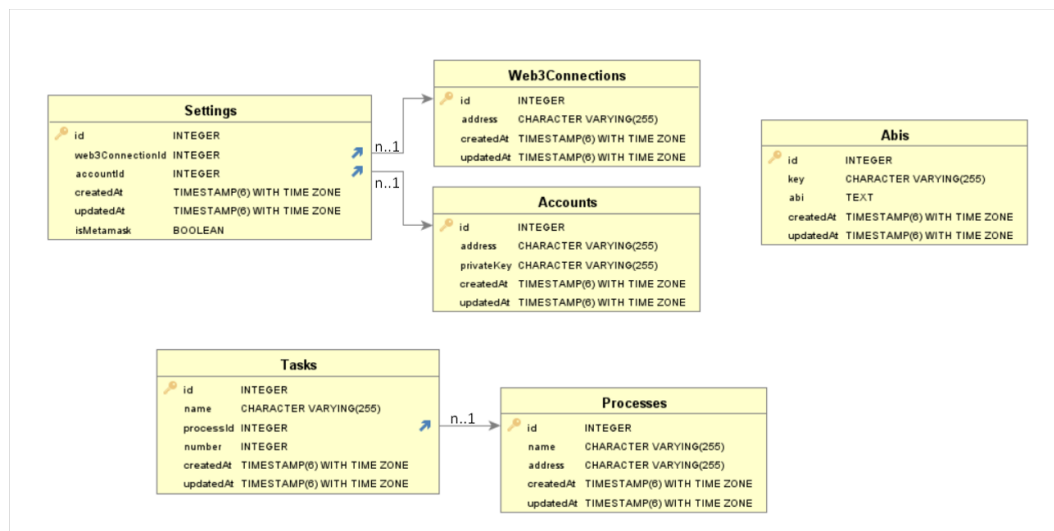 Settings
id INTEGER
web3ConnectionId INTEGER
accountId INTEGER
createdAt TIMESTAMP(6) WITH TIME ZONE
updatedAt TIMESTAMP(6) WITH TIME ZONE
isMetamask BOOLEAN
n..1
n..1
Web3Connections
id INTEGER
address CHARACTER VARYING(255)
createdAt TIMESTAMP(6) WITH TIME ZONE
updatedAt TIMESTAMP(6) WITH TIME ZONE
Accounts
id INTEGER
address CHARACTER VARYING(255)
privateKey CHARACTER VARYING(255)
createdAt TIMESTAMP(6) WITH TIME ZONE
updatedAt TIMESTAMP(6) WITH TIME ZONE
Abis
id INTEGER
key CHARACTER VARYING(255)
abi TEXT
createdAt TIMESTAMP(6) WITH TIME ZONE
updatedAt TIMESTAMP(6) WITH TIME ZONE
Tasks
id INTEGER
name CHARACTER VARYING(255)
processId INTEGER
number INTEGER
createdAt TIMESTAMP(6) WITH TIME ZONE
updatedAt TIMESTAMP(6) WITH TIME ZONE
n..1
Processes
id INTEGER
name CHARACTER VARYING(255)
address CHARACTER VARYING(255)
createdAt TIMESTAMP(6) WITH TIME ZONE
updatedAt TIMESTAMP(6) WITH TIME ZONE